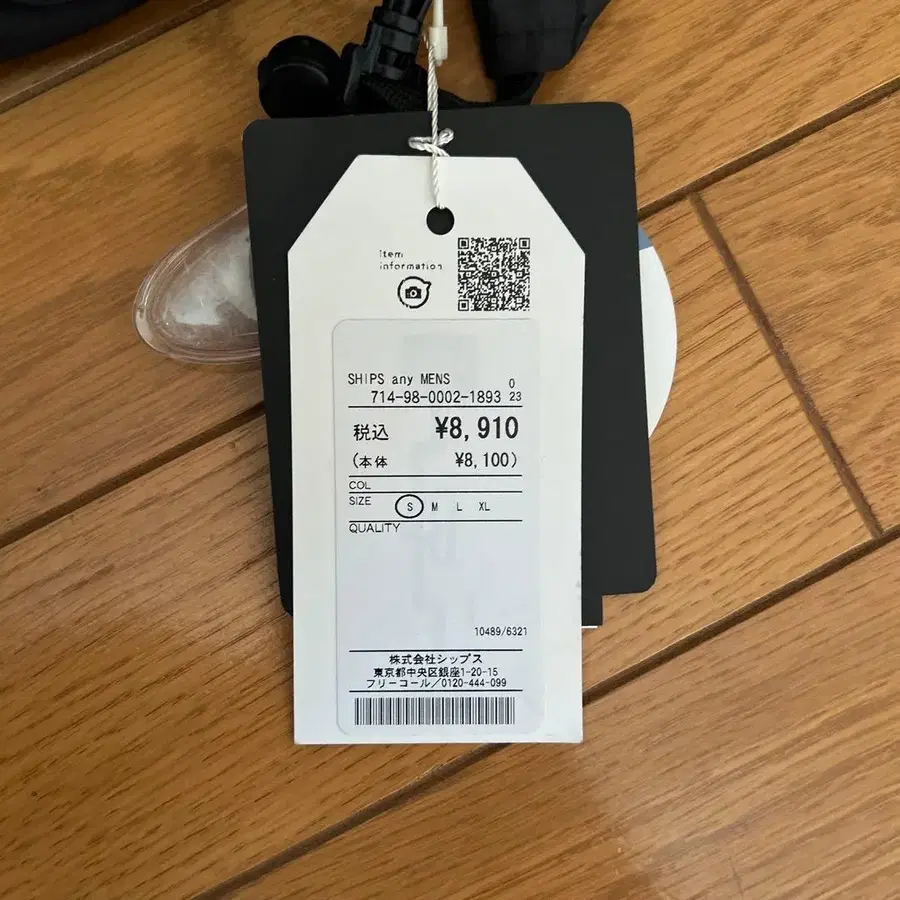 item
information
SHIPS any MENS 0
714-98-0002-1893 23
税込 ¥8,910
(本体 ¥8,100)
COL
SIZE S M L XL
QUALITY
10489/6321
株式会社シップス
東京都中央区銀座1-20-15
フリーコール/0120-444-099